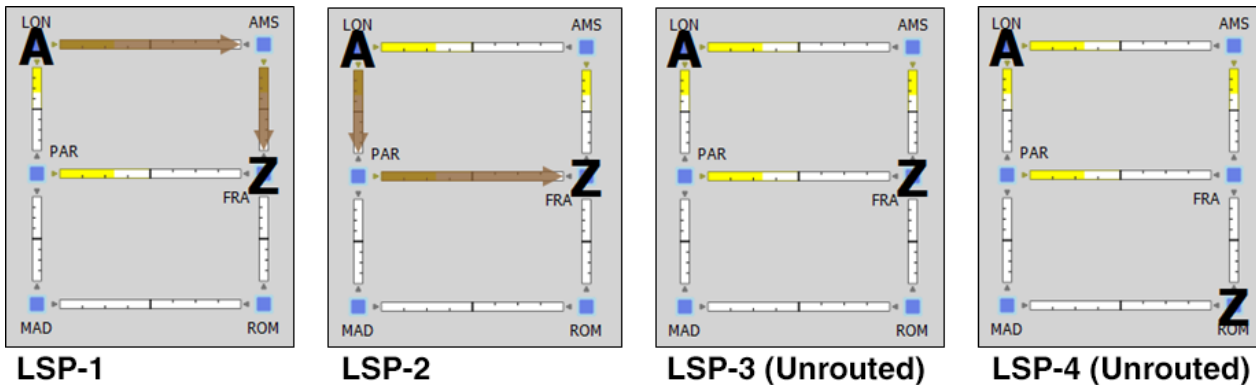 LON AMS
A
PAR
Z
FRA
MAD ROM
LSP-1
LON AMS
A
PAR
Z
FRA
MAD ROM
LSP-2
LON AMS
A
PAR
Z
FRA
MAD ROM
LSP-3 (Unrouted)
LON AMS
A
PAR
FRA
Z
MAD ROM
LSP-4 (Unrouted)